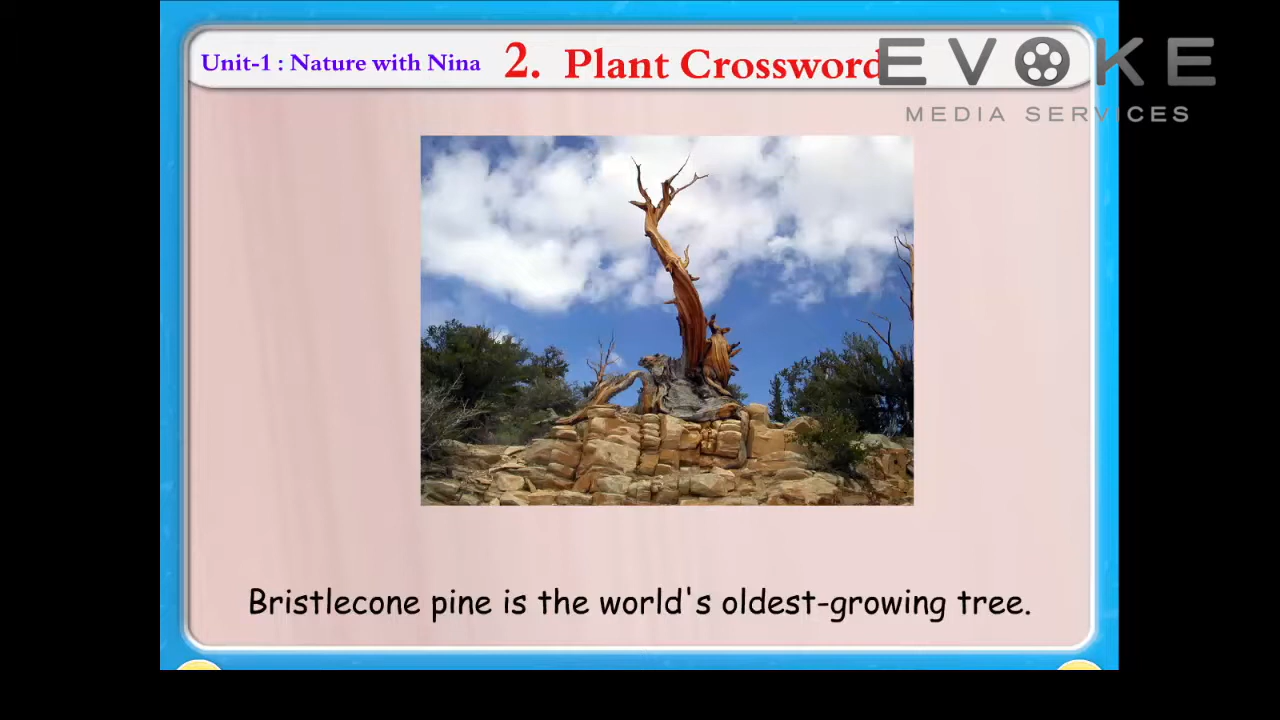 Unit-1 : Nature with Nina 2. Plant Crossword
EVOKE
MEDIA SERVICES
Bristlecone pine is the world's oldest-growing tree.